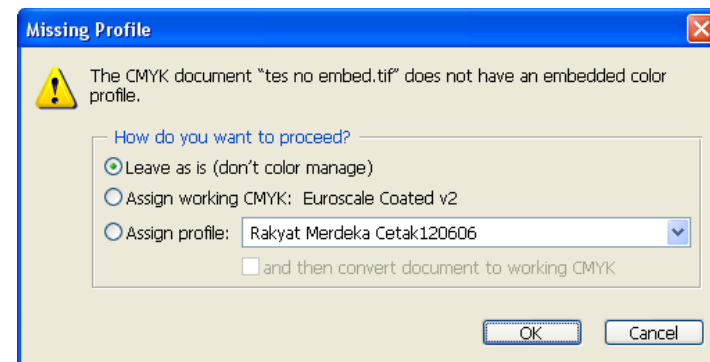 Missing Profile
The CMYK document “tes no embed.tif” does not have an embedded color
profile.
How do you want to proceed?
Leave as is (don’t color manage)
Assign working CMYK: Euroscale Coated v2
Assign profile: Rakyat Merdeka Cetak120606
and then convert document to working CMYK
OK Cancel